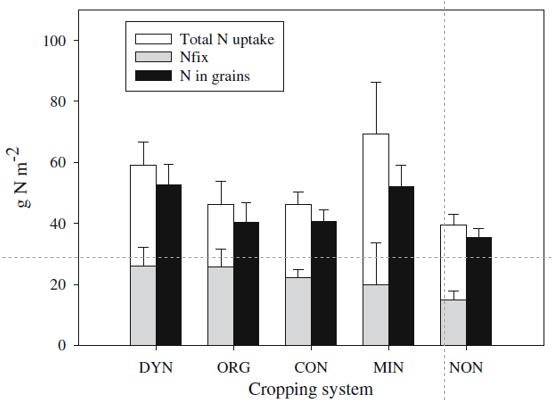 100
80
60
40
20
0
g N m-2
Total N uptake
Nfix
N in grains
DYN ORG CON MIN NON
Cropping system